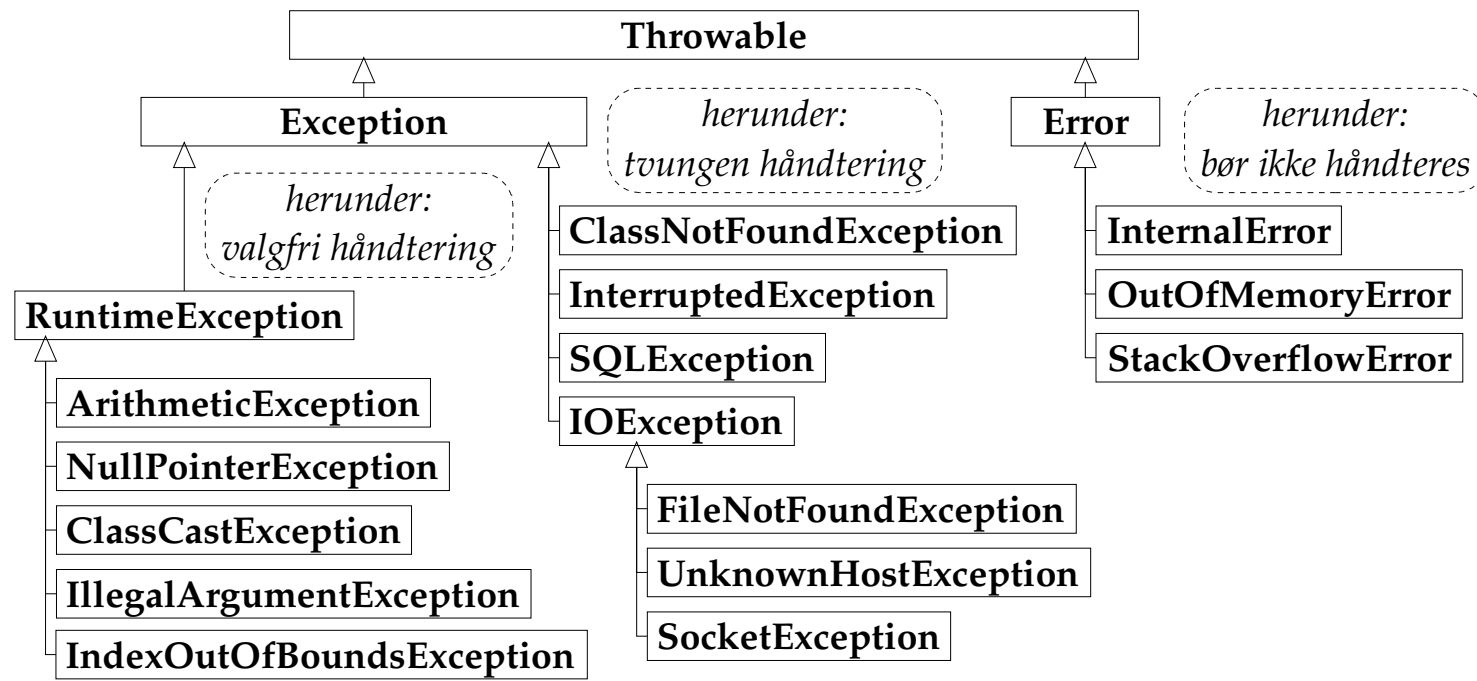 Throwable
Exception
herunder:
tvungen håndtering
Error
herunder:
bør ikke håndteres
herunder:
valgfri håndtering
RuntimeException
ArithmeticException
NullPointerException
ClassCastException
IllegalArgumentException
IndexOutOfBoundsException
ClassNotFoundException
InterruptedException
SQLException
IOException
FileNotFoundException
UnknownHostException
SocketException
InternalError
OutOfMemoryError
StackOverflowError